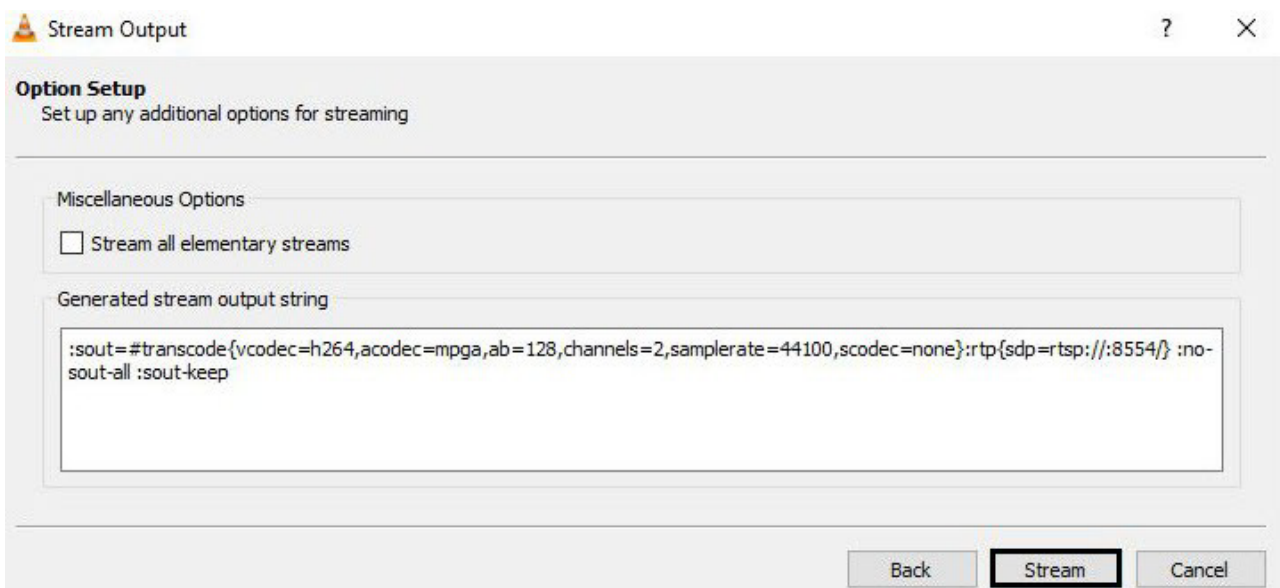 Stream Output
? ×
Option Setup
Set up any additional options for streaming
Miscellaneous Options
Stream all elementary streams
Generated stream output string
:sout=#transcode{vcodec=h264,acodec=mpga,ab=128,channels=2,samplerate=44100,scodec=none}:rtp{sdp=rtsp://:8554/} :no-
sout-all :sout-keep
Back Stream Cancel